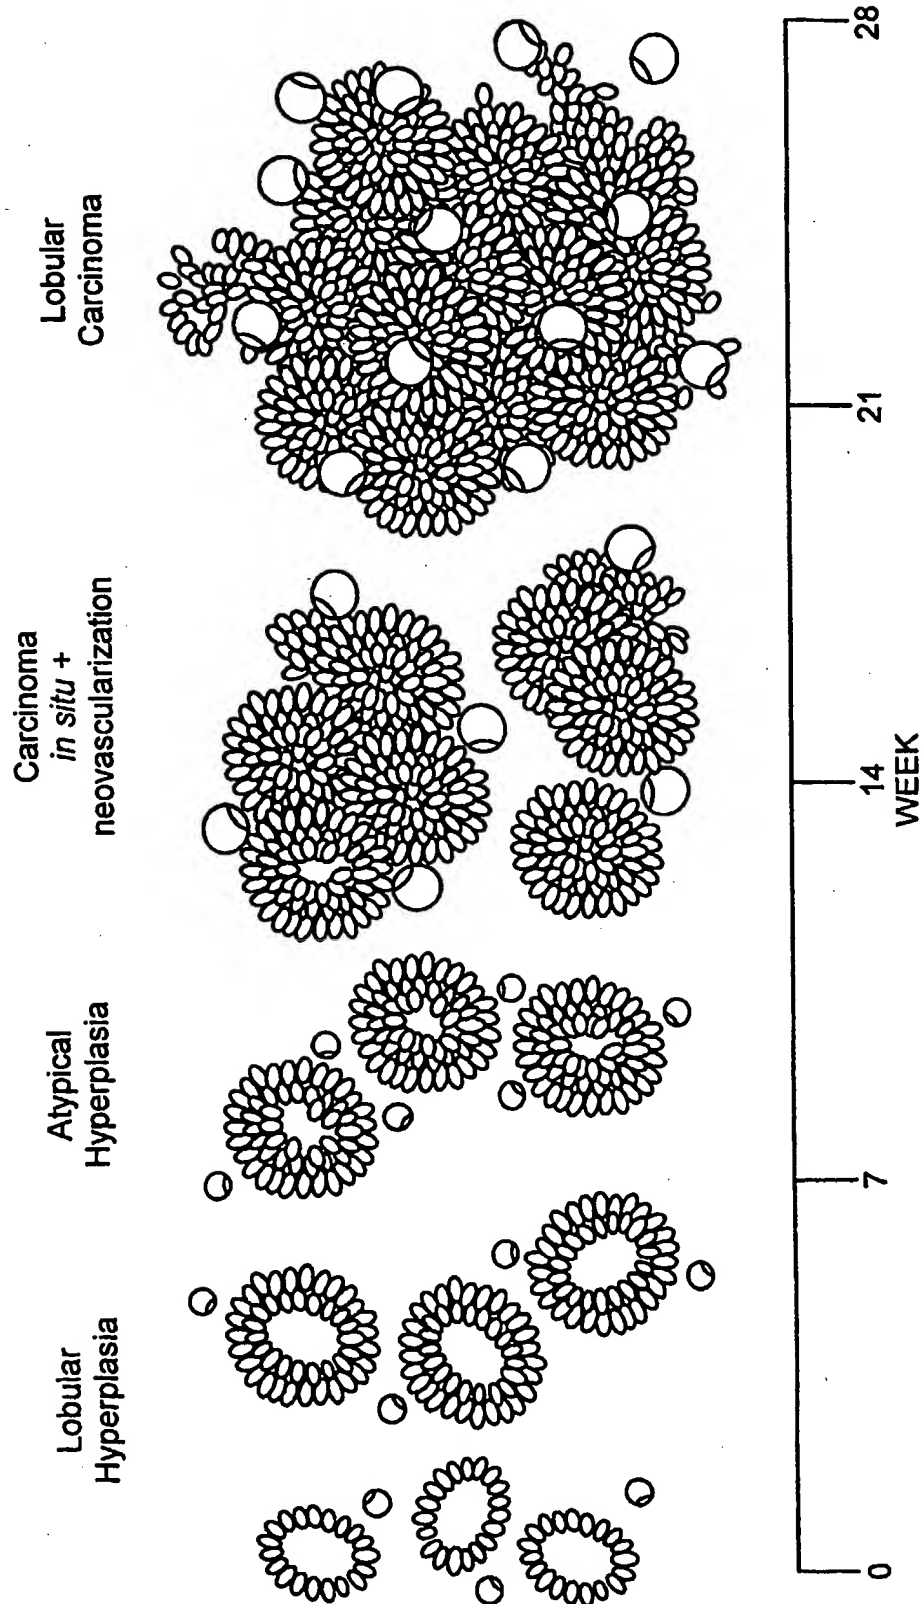 Lobular
Hyperplasia
Atypical
Hyperplasia
Carcinoma
in situ +
neovascularization
Lobular
Carcinoma
0
7
14
21
28
WEEK